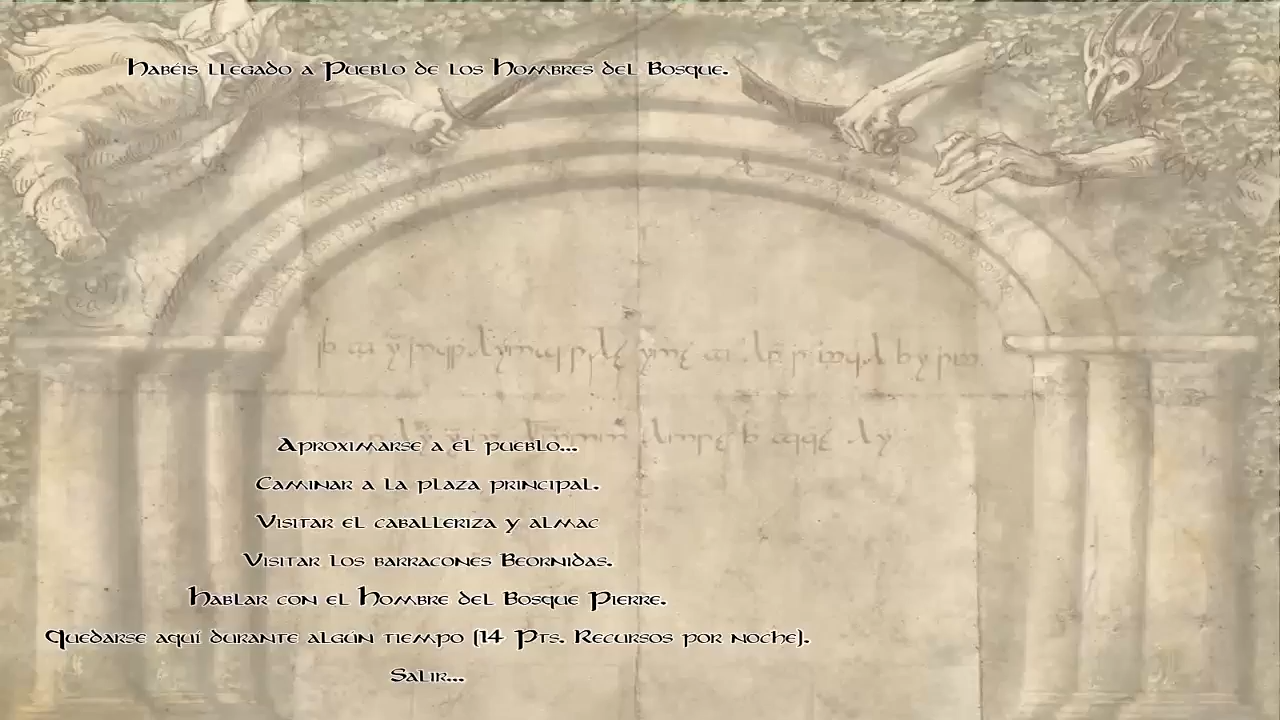 Habéis llegado a Pueblo de los Hombres del Bosque.
Aproximarse a el pueblo...
Caminar a la plaza principal.
Visitar el caballeriza y almac
Visitar los barracones Beornidas.
Hablar con el Hombre del Bosque Pierre.
Quedarse aquí durante algún tiempo (14 Pts. Recursos por noche).
Salir...